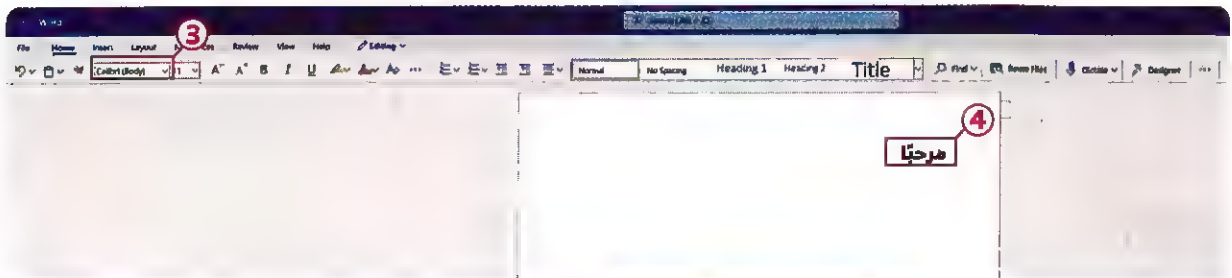 Word
③
File Home Insert Layout Review View Help Editing
Calibri (Body) 11 A A B I U Normal No Spacing Heading 1 Heading 2 Title Find Reuse Files Dictate Designer
④
مرحبًا